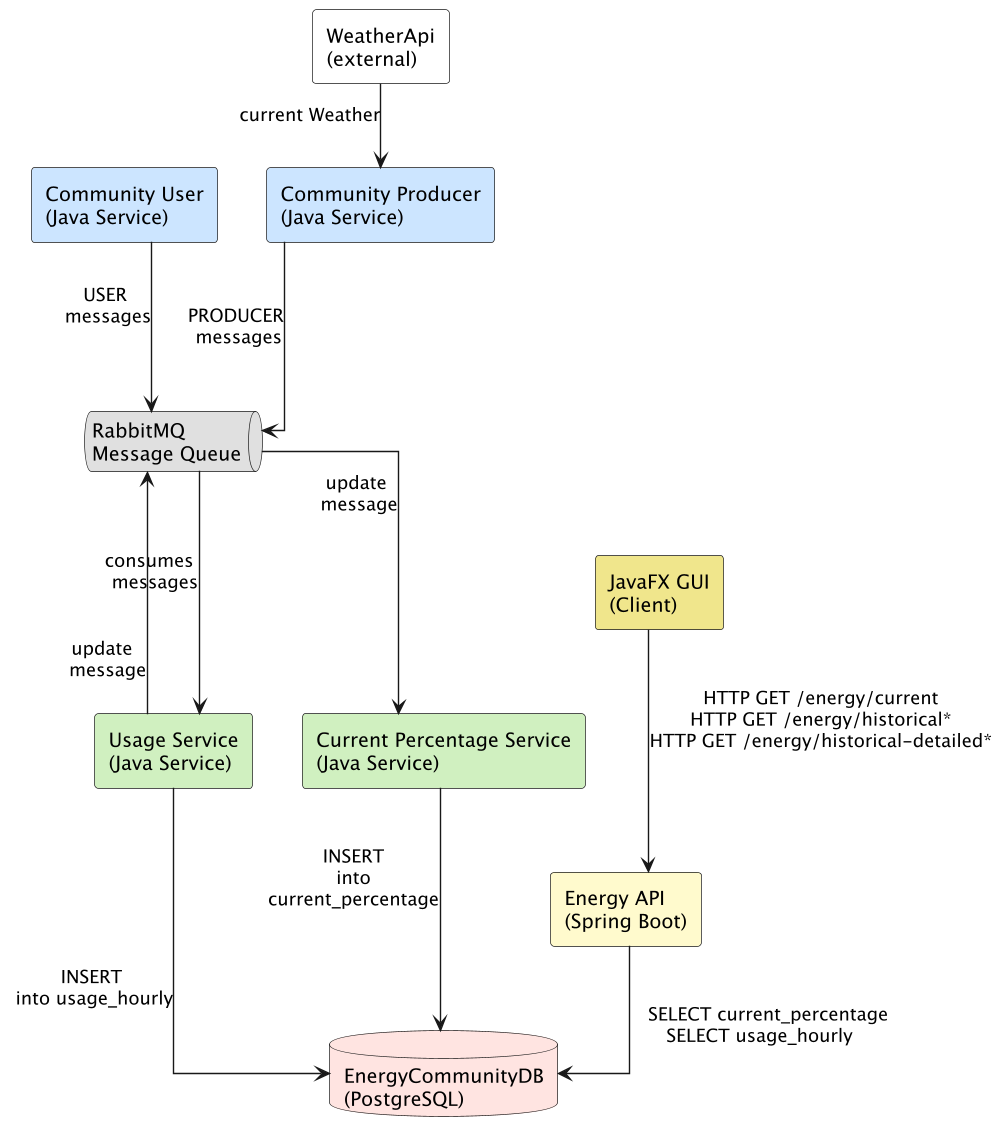 WeatherApi
(external)
current Weather
Community User
(Java Service)
Community Producer
(Java Service)
USER
messages
PRODUCER
messages
RabbitMQ
Message Queue
update
message
consumes
messages
JavaFX GUI
(Client)
update
message
HTTP GET /energy/current
HTTP GET /energy/historical*
HTTP GET /energy/historical-detailed*
Usage Service
(Java Service)
Current Percentage Service
(Java Service)
INSERT
into
current_percentage
Energy API
(Spring Boot)
INSERT
into usage_hourly
SELECT current_percentage
SELECT usage_hourly
EnergyCommunityDB
(PostgreSQL)